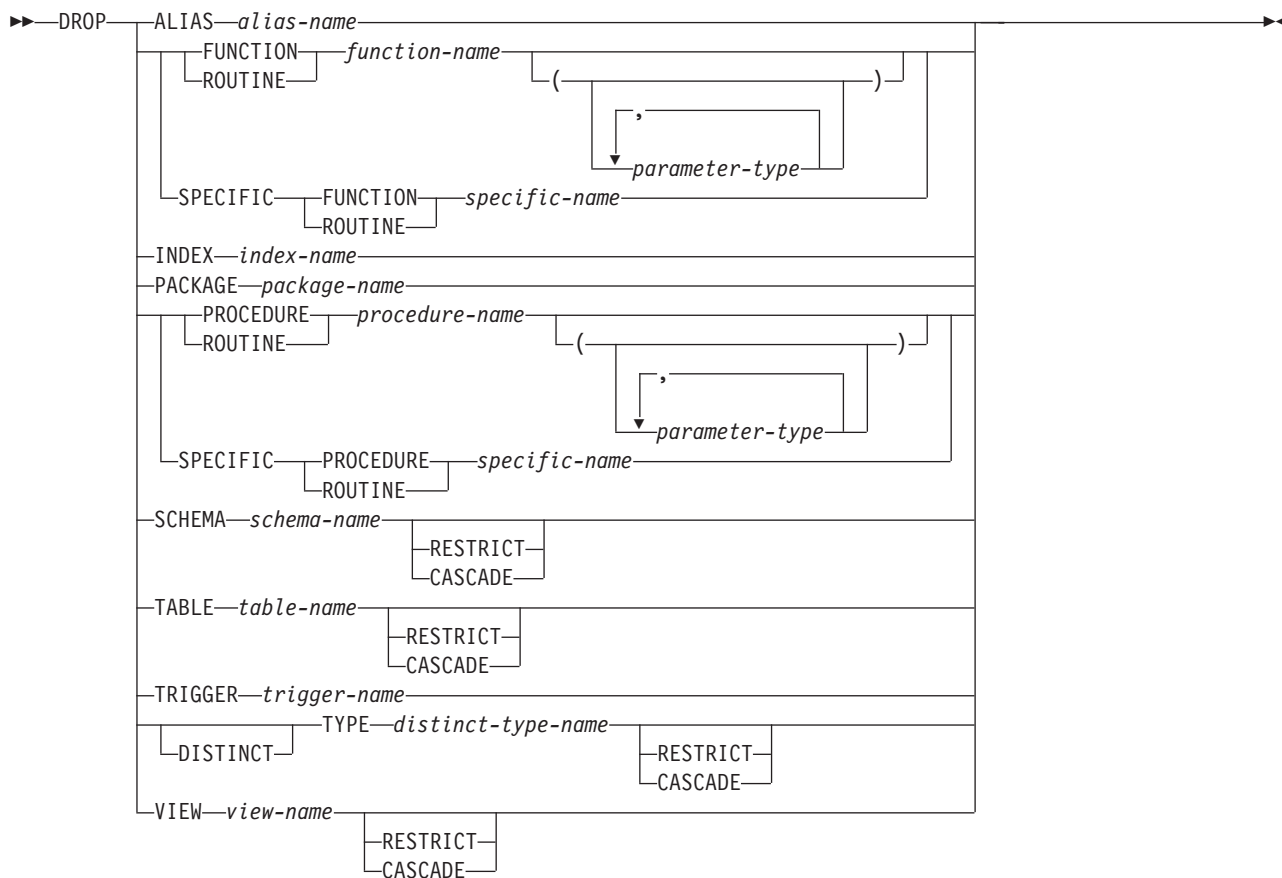 DROP ALIAS alias-name
FUNCTION function-name
ROUTINE ( )
,
parameter-type
SPECIFIC FUNCTION specific-name
ROUTINE
INDEX index-name
PACKAGE package-name
PROCEDURE procedure-name
ROUTINE ( )
,
parameter-type
SPECIFIC PROCEDURE specific-name
ROUTINE
SCHEMA schema-name
RESTRICT
CASCADE
TABLE table-name
RESTRICT
CASCADE
TRIGGER trigger-name
TYPE distinct-type-name
DISTINCT RESTRICT
CASCADE
VIEW view-name
RESTRICT
CASCADE